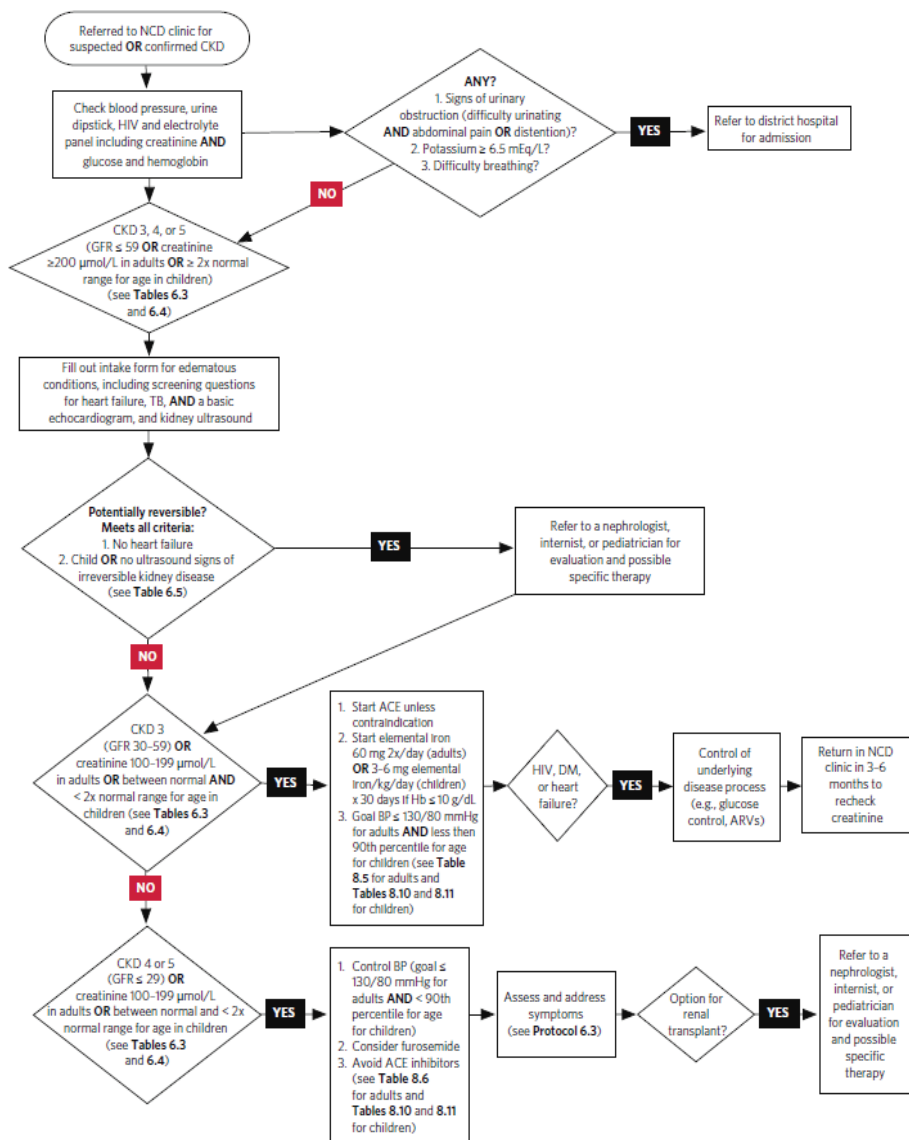 Referred to NCD clinic for
suspected OR confirmed CKD
Check blood pressure, urine
dipstick, HIV and electrolyte
panel including creatinine AND
glucose and hemoglobin
ANY?
1. Signs of urinary
obstruction (difficulty urinating
AND abdominal pain OR distention)?
2. Potassium ≥ 6.5 mEq/L?
3. Difficulty breathing?
YES
Refer to district hospital
for admission
NO
CKD 3, 4, or 5
(GFR ≤ 59 OR creatinine
≥200 μmol/L in adults OR ≥ 2x normal
range for age in children)
(see Tables 6.3
and 6.4)
Fill out intake form for edematous
conditions, including screening questions
for heart failure, TB, AND a basic
echocardiogram, and kidney ultrasound
Potentially reversible?
Meets all criteria:
1. No heart failure
2. Child OR no ultrasound signs of
irreversible kidney disease
(see Table 6.5)
YES
Refer to a nephrologist,
internist, or pediatrician for
evaluation and possible
specific therapy
NO
CKD 3
(GFR 30–59) OR
creatinine 100–199 μmol/L
in adults OR between normal AND
< 2x normal range for age in
children (see Tables 6.3
and 6.4)
YES
1. Start ACE unless
contraindication
2. Start elemental iron
60 mg 2x/day (adults)
OR 3–6 mg elemental
iron/kg/day (children)
x 30 days if Hb ≤ 10 g/dL
3. Goal BP ≤ 130/80 mmHg
for adults AND less then
90th percentile for age
for children (see Table
8.5 for adults and
Tables 8.10 and 8.11
for children)
HIV, DM,
or heart
failure?
YES
Control of
underlying
disease process
(e.g., glucose
control, ARVs)
Return in NCD
clinic in 3–6
months to
recheck
creatinine
NO
CKD 4 or 5
(GFR ≤ 29) OR
creatinine 100–199 μmol/L
in adults OR between normal and < 2x
normal range for age in children
(see Tables 6.3
and 6.4)
YES
1. Control BP (goal ≤
130/80 mmHg for
adults AND < 90th
percentile for age
for children)
2. Consider furosemide
3. Avoid ACE inhibitors
(see Table 8.6
for adults and
Tables 8.10 and 8.11
for children)
Assess and address
symptoms
(see Protocol 6.3)
Option for
renal
transplant?
YES
Refer to a
nephrologist,
internist, or
pediatrician
for evaluation
and possible
specific
therapy